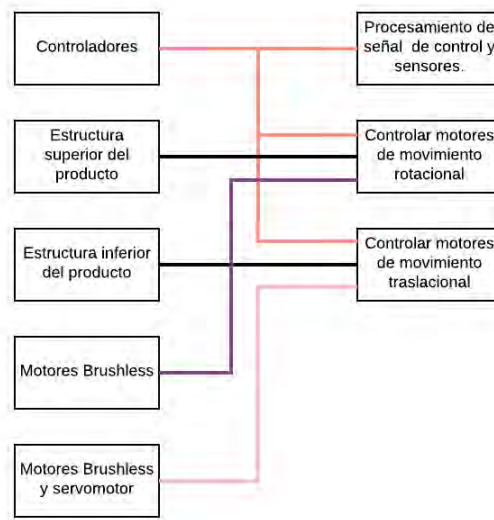 Controladores
Procesamiento de
señal de control y
sensores.
Estructura
superior del
producto
Controlar motores
de movimiento
rotacional
Estructura inferior
del producto
Controlar motores
de movimiento
traslacional
Motores Brushless
Motores Brushless
y servomotor